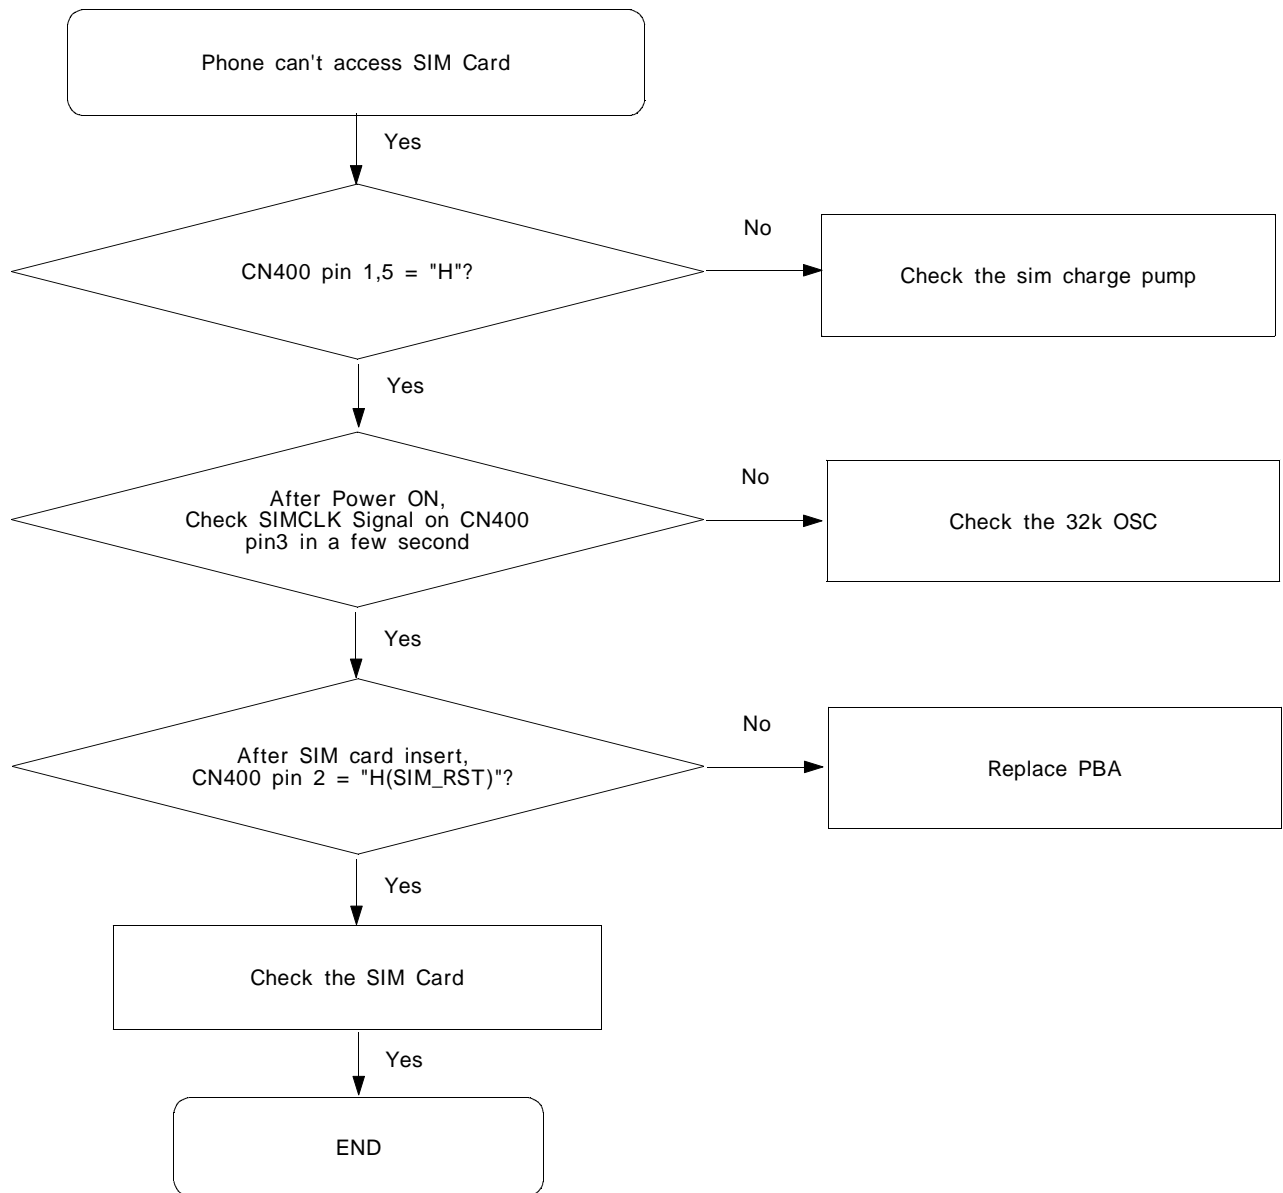 Phone can't access SIM Card
Yes
CN400 pin 1,5 = "H"?
No
Check the sim charge pump
Yes
After Power ON,
Check SIMCLK Signal on CN400
pin3 in a few second
No
Check the 32k OSC
Yes
After SIM card insert,
CN400 pin 2 = "H(SIM_RST)"?
No
Replace PBA
Yes
Check the SIM Card
Yes
END